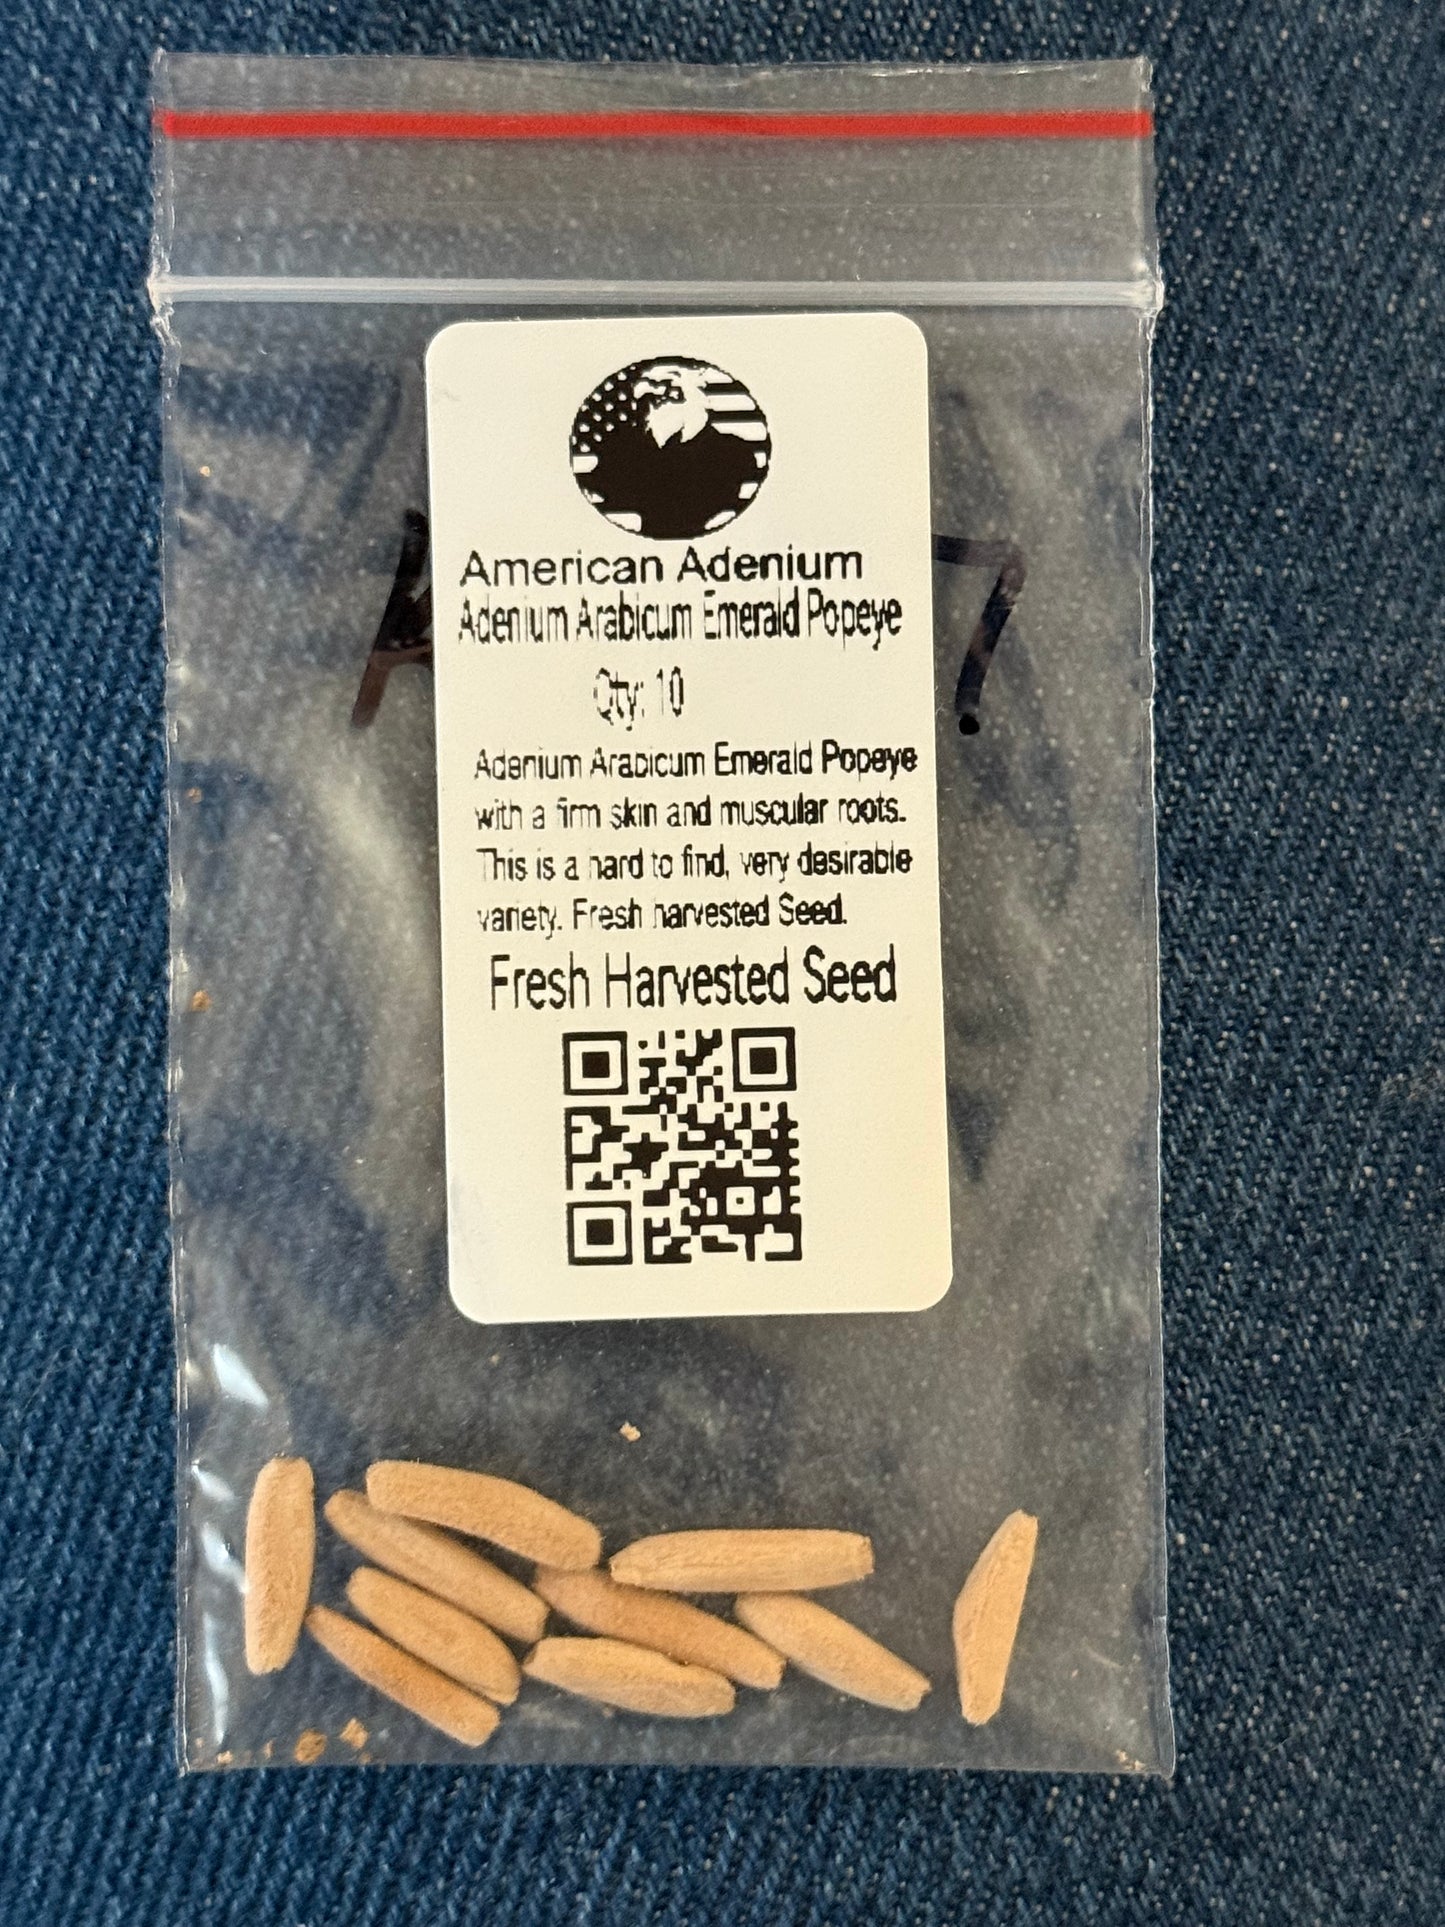 American Adenium
Adenium Arabicum Emerald Popeye
Qty: 10
Adenium Arabicum Emerald Popeye
with a firm skin and muscular roots.
This is a hard to find, very desirable
variety. Fresh harvested Seed.
Fresh Harvested Seed